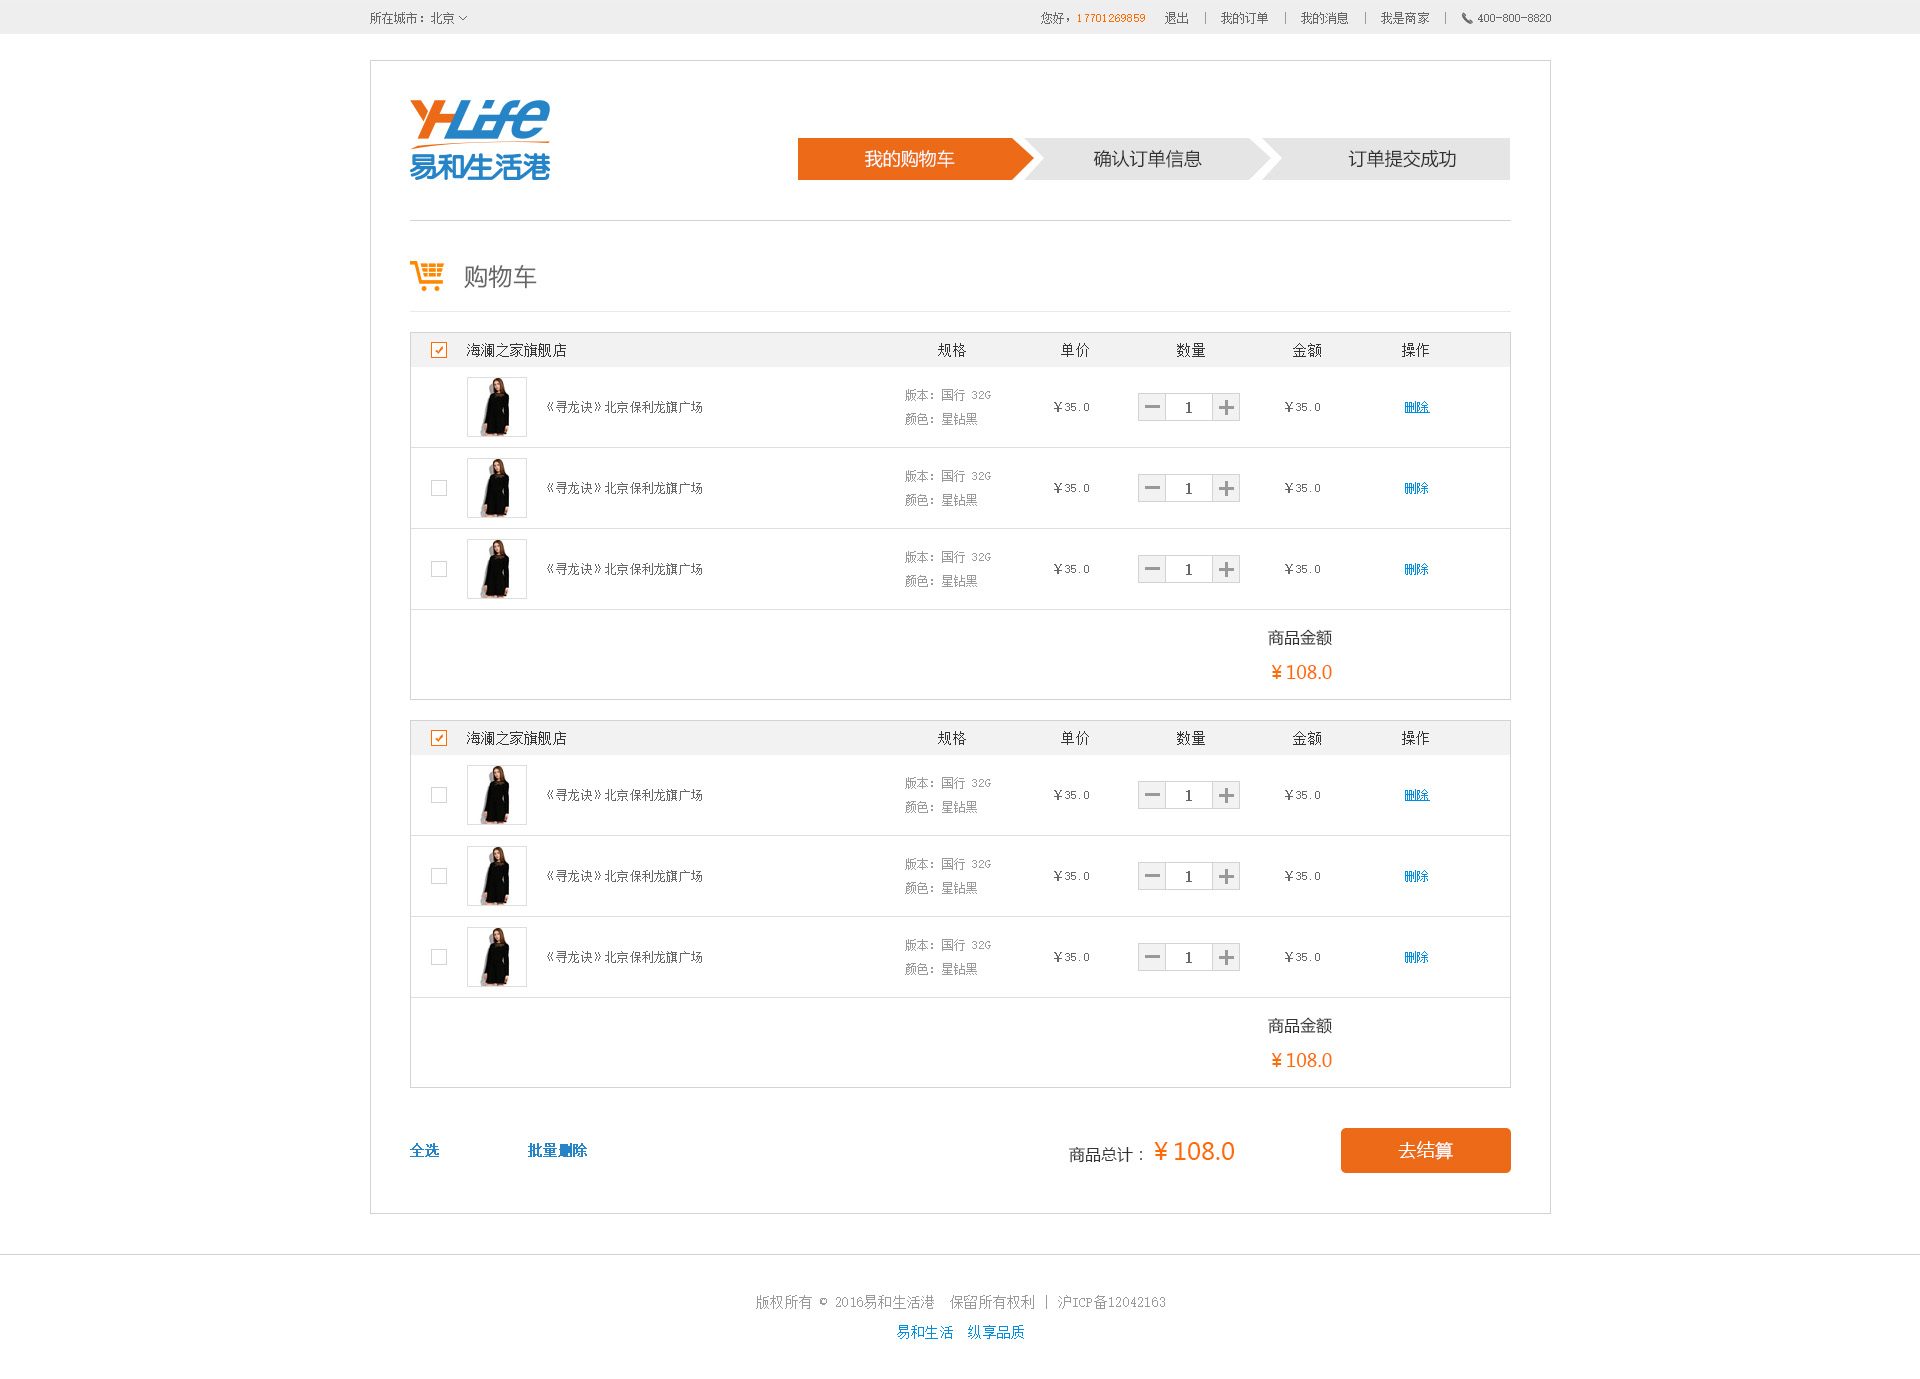 所在城市：北京
您好，17701269859 退出 | 我的订单 | 我的消息 | 我是商家 | 400-800-8820
Y-Life
易和生活港
我的购物车 确认订单信息 订单提交成功
购物车
海澜之家旗舰店 规格 单价 数量 金额 操作
《寻龙诀》北京保利龙旗广场 版本：国行 32G 颜色：星钻黑 ￥35.0 1 ￥35.0 删除
《寻龙诀》北京保利龙旗广场 版本：国行 32G 颜色：星钻黑 ￥35.0 1 ￥35.0 删除
《寻龙诀》北京保利龙旗广场 版本：国行 32G 颜色：星钻黑 ￥35.0 1 ￥35.0 删除
商品金额
￥108.0
海澜之家旗舰店 规格 单价 数量 金额 操作
《寻龙诀》北京保利龙旗广场 版本：国行 32G 颜色：星钻黑 ￥35.0 1 ￥35.0 删除
《寻龙诀》北京保利龙旗广场 版本：国行 32G 颜色：星钻黑 ￥35.0 1 ￥35.0 删除
《寻龙诀》北京保利龙旗广场 版本：国行 32G 颜色：星钻黑 ￥35.0 1 ￥35.0 删除
商品金额
￥108.0
全选 批量删除 商品总计：￥108.0 去结算
版权所有 © 2016易和生活港 保留所有权利 | 沪ICP备12042163
易和生活 纵享品质